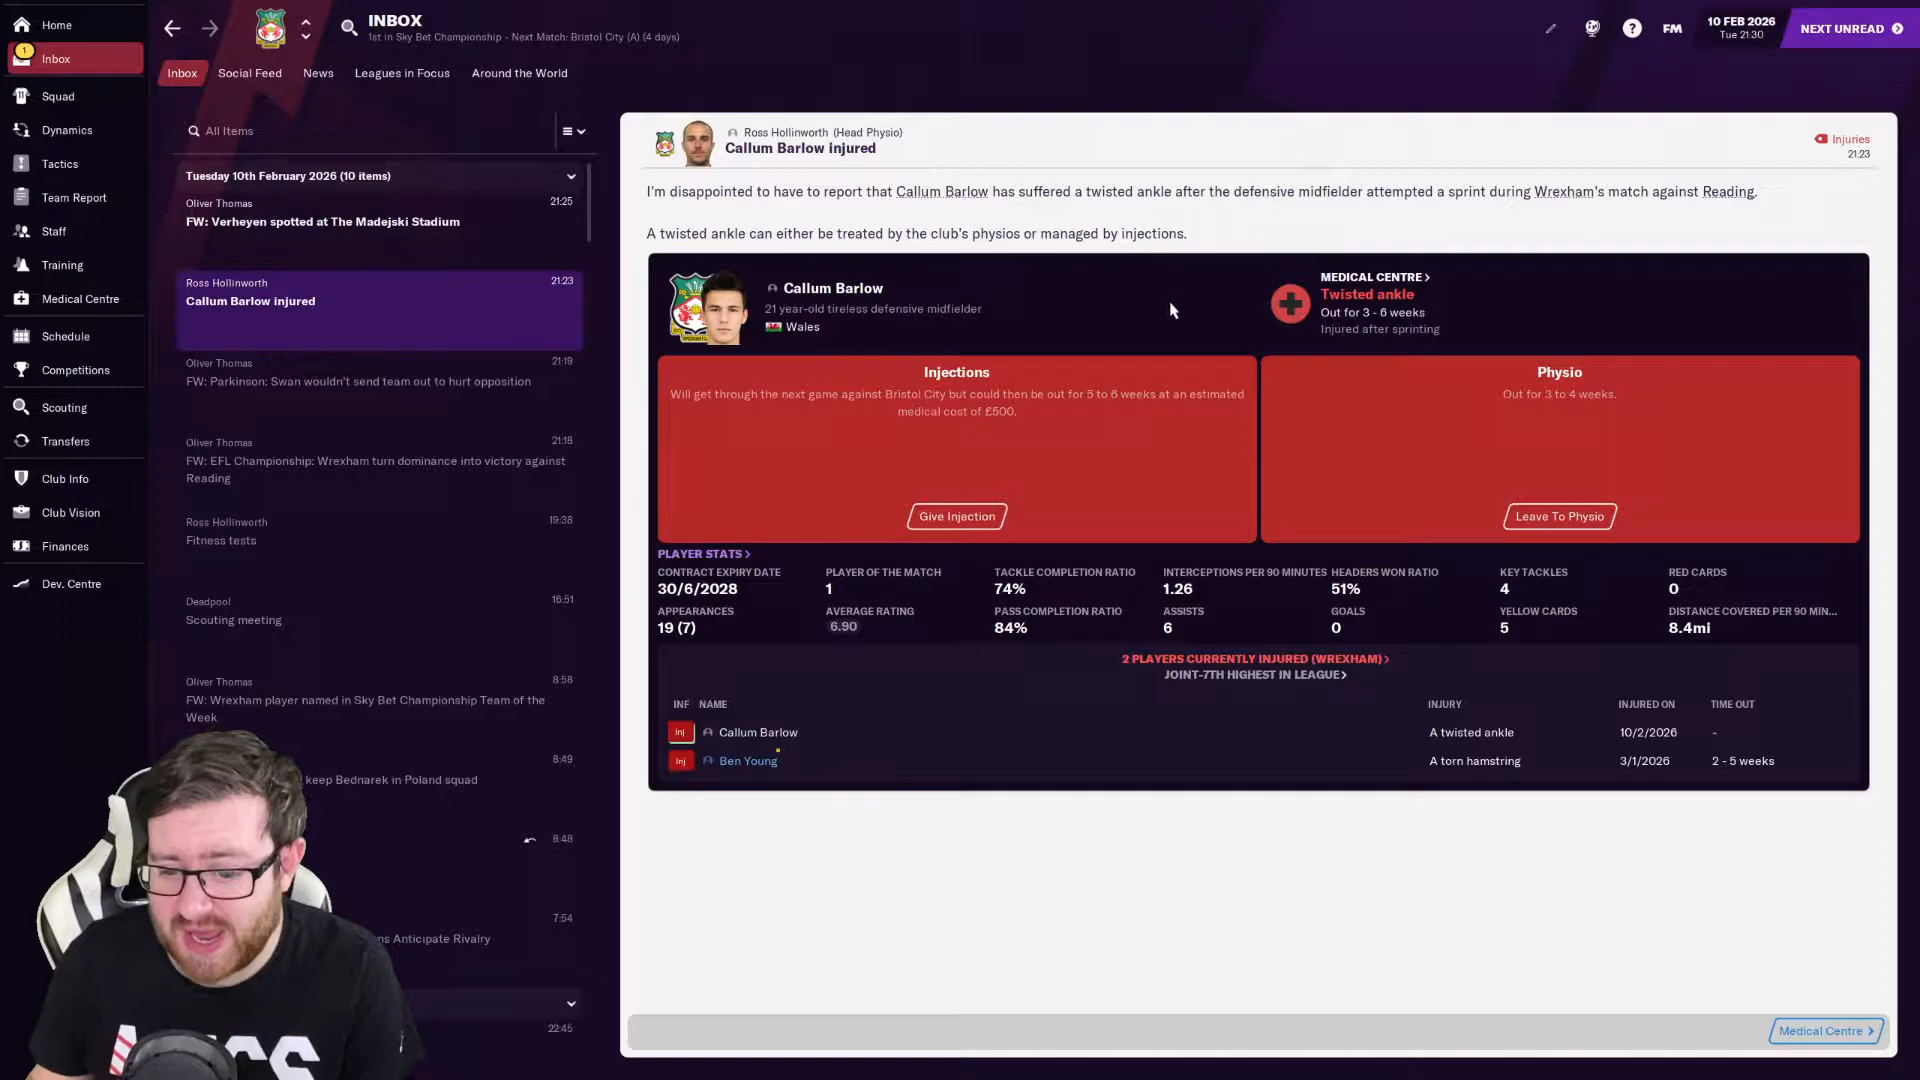 Home
1
Inbox
Squad
Dynamics
Tactics
Team Report
Staff
Training
Medical Centre
Schedule
Competitions
Scouting
Transfers
Club Info
Club Vision
Finances
Dev. Centre
INBOX
1st in Sky Bet Championship - Next Match: Bristol City (A) (4 days)
?
FM
10 FEB 2026
Tue 21:30
NEXT UNREAD
Inbox
Social Feed
News
Leagues in Focus
Around the World
All Items
Tuesday 10th February 2026 (10 items)
Oliver Thomas
21:25
FW: Verheyen spotted at The Madejski Stadium
Ross Hollinworth
21:23
Callum Barlow injured
Oliver Thomas
21:19
FW: Parkinson: Swan wouldn't send team out to hurt opposition
Oliver Thomas
21:18
FW: EFL Championship: Wrexham turn dominance into victory against
Reading
Ross Hollinworth
19:38
Fitness tests
Deadpool
16:51
Scouting meeting
Oliver Thomas
8:58
FW: Wrexham player named in Sky Bet Championship Team of the
Week
8:49
keep Bednarek in Poland squad
8:48
7:54
Anticipate Rivalry
22:45
Ross Hollinworth (Head Physio)
Callum Barlow injured
Injuries
21:23
I'm disappointed to have to report that Callum Barlow has suffered a twisted ankle after the defensive midfielder attempted a sprint during Wrexham's match against Reading.
A twisted ankle can either be treated by the club's physios or managed by injections.
Callum Barlow
21 year-old tireless defensive midfielder
Wales
MEDICAL CENTRE >
Twisted ankle
Out for 3 - 6 weeks
Injured after sprinting
Injections
Will get through the next game against Bristol City but could then be out for 5 to 6 weeks at an estimated
medical cost of £500.
Give Injection
Physio
Out for 3 to 4 weeks.
Leave To Physio
PLAYER STATS >
CONTRACT EXPIRY DATE
30/6/2028
PLAYER OF THE MATCH
1
TACKLE COMPLETION RATIO
74%
INTERCEPTIONS PER 90 MINUTES
1.26
HEADERS WON RATIO
51%
KEY TACKLES
4
RED CARDS
0
APPEARANCES
19 (7)
AVERAGE RATING
6.90
PASS COMPLETION RATIO
84%
ASSISTS
6
GOALS
0
YELLOW CARDS
5
DISTANCE COVERED PER 90 MIN...
8.4mi
2 PLAYERS CURRENTLY INJURED (WREXHAM) >
JOINT-7TH HIGHEST IN LEAGUE >
INF NAME INJURY INJURED ON TIME OUT
Inj Callum Barlow A twisted ankle 10/2/2026 -
Inj Ben Young A torn hamstring 3/1/2026 2 - 5 weeks
Medical Centre >